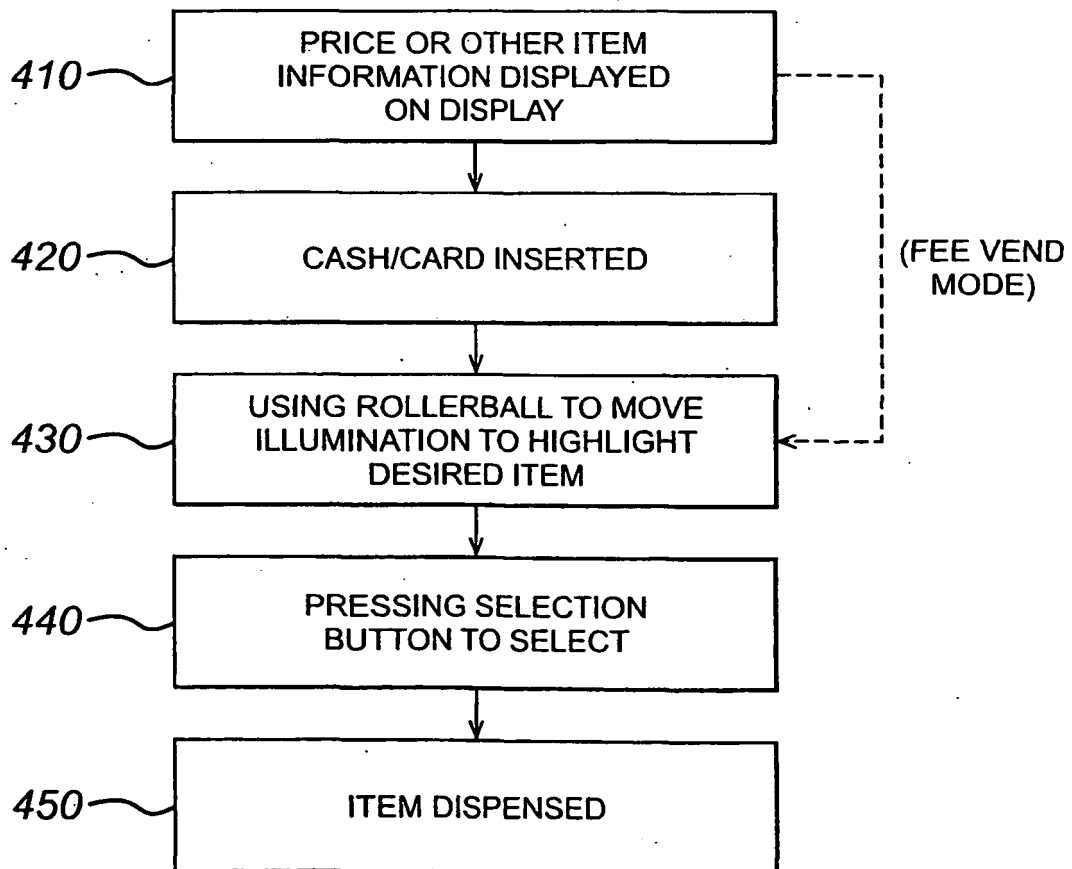 410
PRICE OR OTHER ITEM
INFORMATION DISPLAYED
ON DISPLAY
420
CASH/CARD INSERTED
(FEE VEND
MODE)
430
USING ROLLERBALL TO MOVE
ILLUMINATION TO HIGHLIGHT
DESIRED ITEM
440
PRESSING SELECTION
BUTTON TO SELECT
450
ITEM DISPENSED